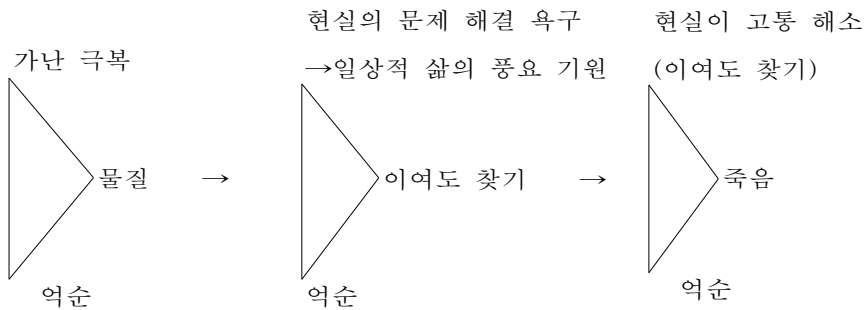 가난 극복
물질
억순
→
현실의 문제 해결 욕구
→일상적 삶의 풍요 기원
이여도 찾기
억순
→
현실이 고통 해소
(이여도 찾기)
죽음
억순